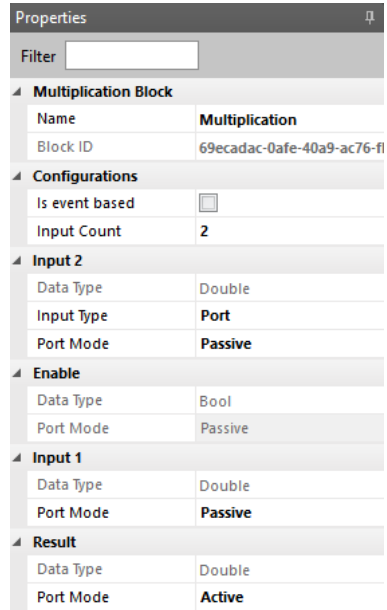 Properties
Filter
Multiplication Block
Name Multiplication
Block ID 69ecadac-0afe-40a9-ac76-f
Configurations
Is event based
Input Count 2
Input 2
Data Type Double
Input Type Port
Port Mode Passive
Enable
Data Type Bool
Port Mode Passive
Input 1
Data Type Double
Port Mode Passive
Result
Data Type Double
Port Mode Active